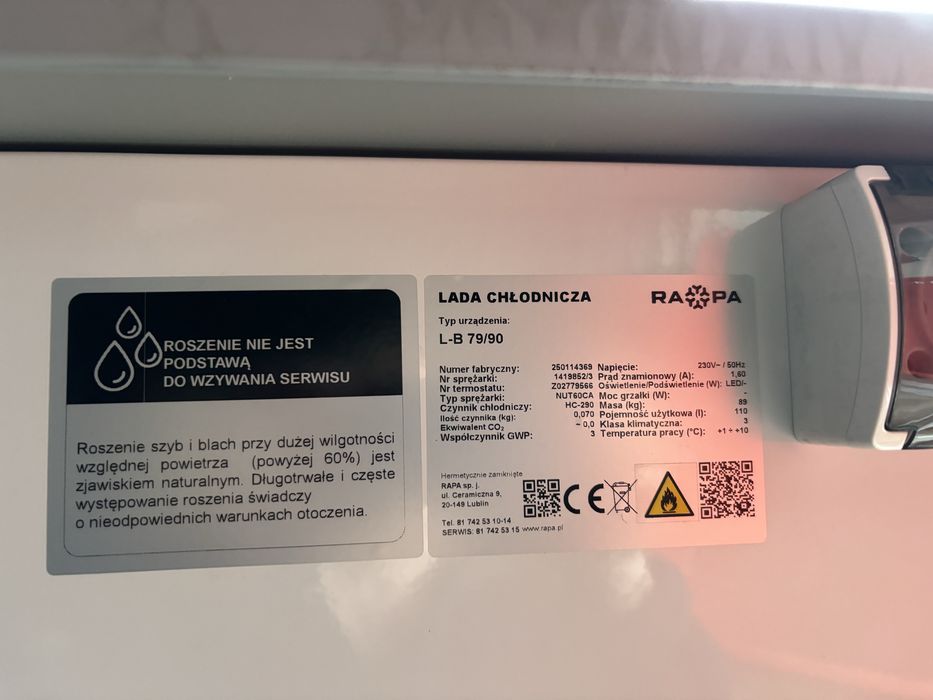 ROSZENIE NIE JEST
PODSTAWĄ
DO WZYWANIA SERWISU
Roszenie szyb i blach przy dużej wilgotności
względnej powietrza (powyżej 60%) jest
zjawiskiem naturalnym. Długotrwałe i częste
występowanie roszenia świadczy
o nieodpowiednich warunkach otoczenia.
LADA CHŁODNICZA
RAPA
Typ urządzenia:
L-B 79/90
Numer fabryczny: 250114369
Nr sprężarki: 1419852/3
Nr termostatu: Z02779566
Typ sprężarki: NUT60CA
Czynnik chłodniczy: HC-290
Ilość czynnika (kg): 0,070
Ekwiwalent CO2 ~ 0,0
Współczynnik GWP: 3
Napięcie: 230V~ / 50Hz
Prąd znamionowy (A): 1,60
Oświetlenie/Podświetlenie (W): LED/-
Moc grzałki (W): -
Masa (kg): 89
Pojemność użytkowa (l): 110
Klasa klimatyczna: 3
Temperatura pracy (°C): +1 ÷ +10
Hermetycznie zamknięte
RAPA sp. j.
ul. Ceramiczna 9,
20-149 Lublin
Tel. 81 742 53 10-14
SERWIS: 81 742 53 15 www.rapa.pl
CE